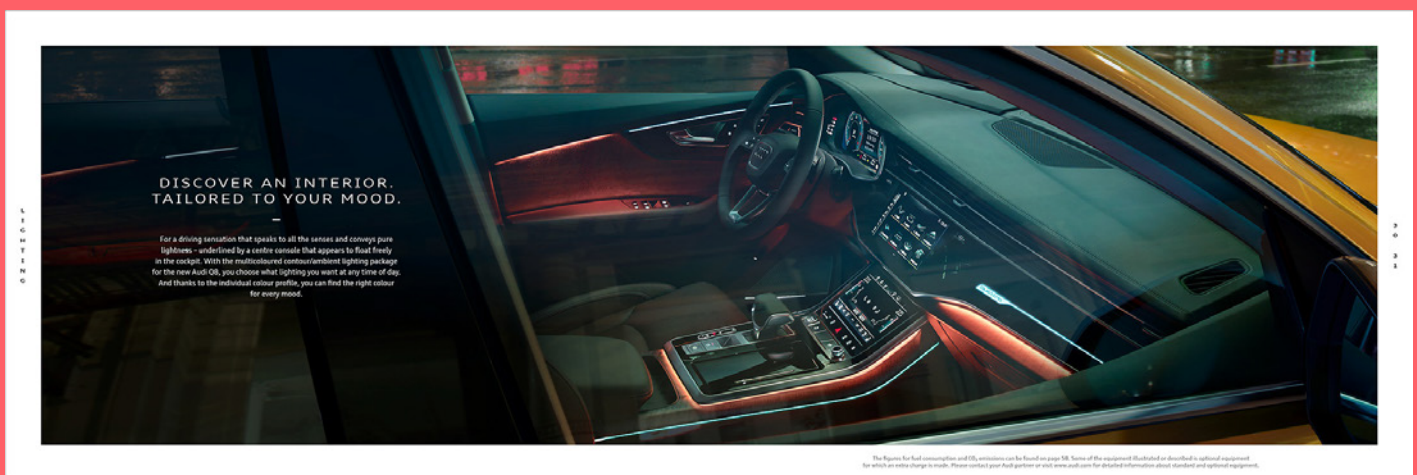 LIGHTING
DISCOVER AN INTERIOR.
TAILORED TO YOUR MOOD.
For a driving sensation that speaks to all the senses and conveys pure
lightness – underlined by a centre console that appears to float freely
in the cockpit. With the multicoloured contour/ambient lighting package
for the new Audi Q8, you choose what lighting you want at any time of day.
And thanks to the individual colour profile, you can find the right colour
for every mood.
The figures for fuel consumption and CO₂ emissions can be found on page 58. Some of the equipment illustrated or described is optional equipment
for which an extra charge is made. Please contact your Audi partner or visit www.audi.com for detailed information about standard and optional equipment.